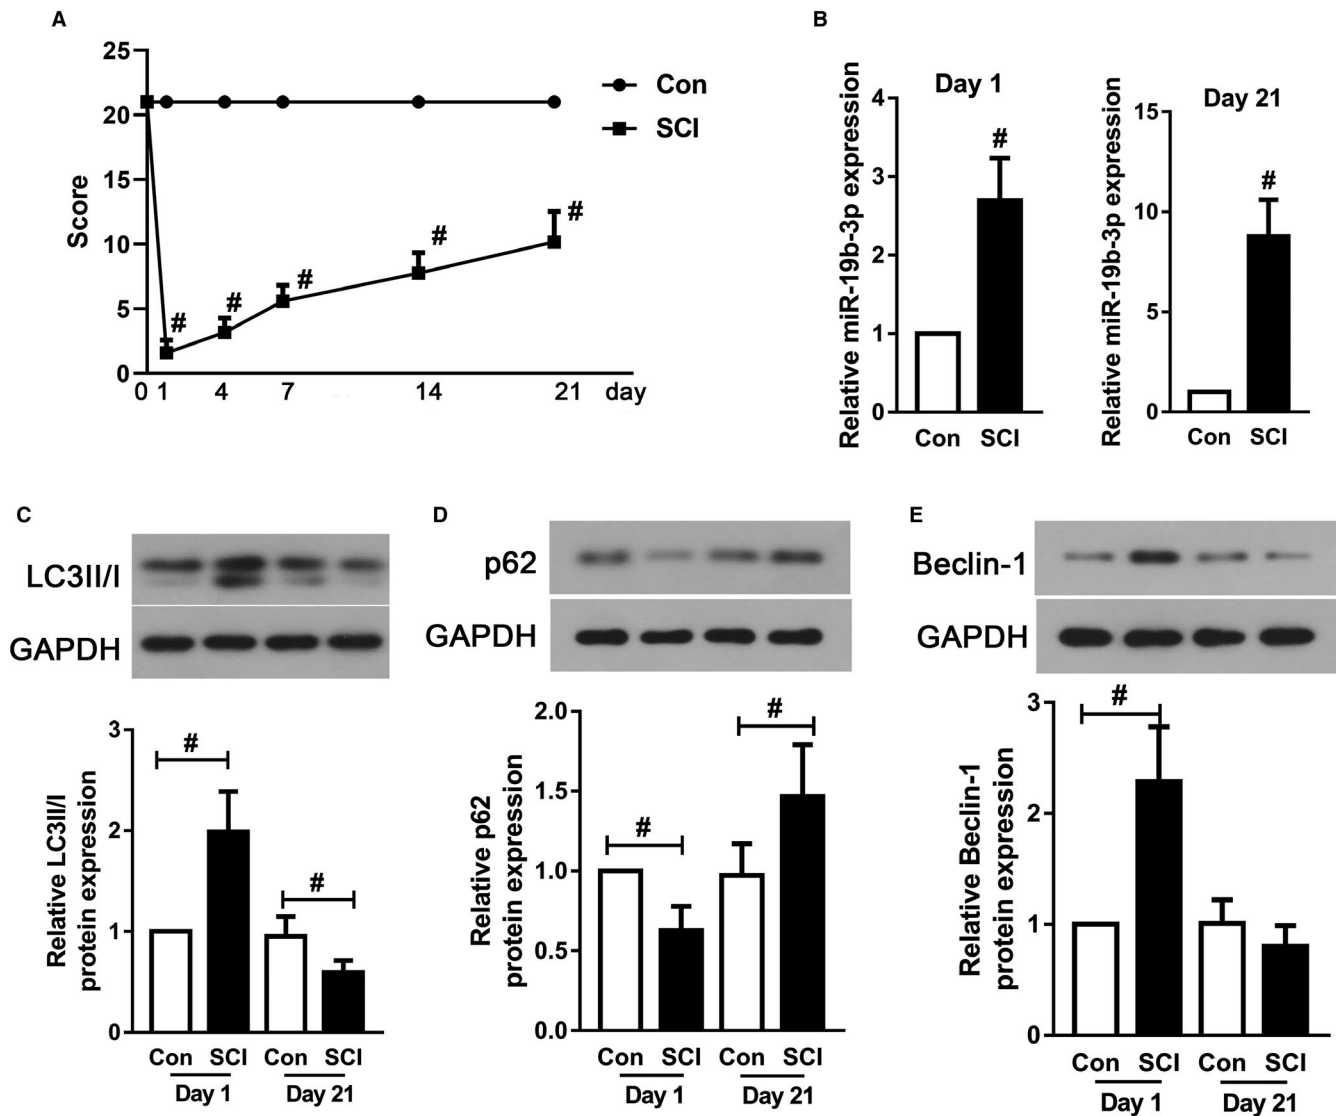 A
25
20
15
10
5
0
Score
0 1 4 7 14 21 day
Con
SCI
#
#
#
#
#
B
Day 1
Relative miR-19b-3p expression
4
3
2
1
0
#
Con SCI
Day 21
Relative miR-19b-3p expression
15
10
5
0
#
Con SCI
C
LC3II/I
GAPDH
Relative LC3II/I
protein expression
3
2
1
0
#
#
Con SCI Con SCI
Day 1 Day 21
D
p62
GAPDH
Relative p62
protein expression
2.0
1.5
1.0
0.5
0.0
#
#
Con SCI Con SCI
Day 1 Day 21
E
Beclin-1
GAPDH
Relative Beclin-1
protein expression
3
2
1
0
#
Con SCI Con SCI
Day 1 Day 21